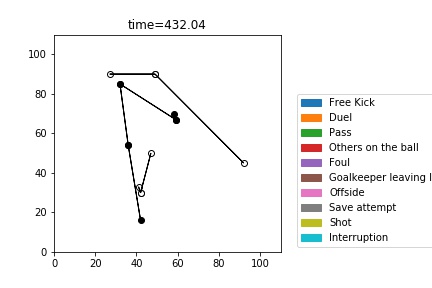 time=432.04
100
80
60
40
20
0
0 20 40 60 80 100
Free Kick
Duel
Pass
Others on the ball
Foul
Goalkeeper leaving l
Offside
Save attempt
Shot
Interruption